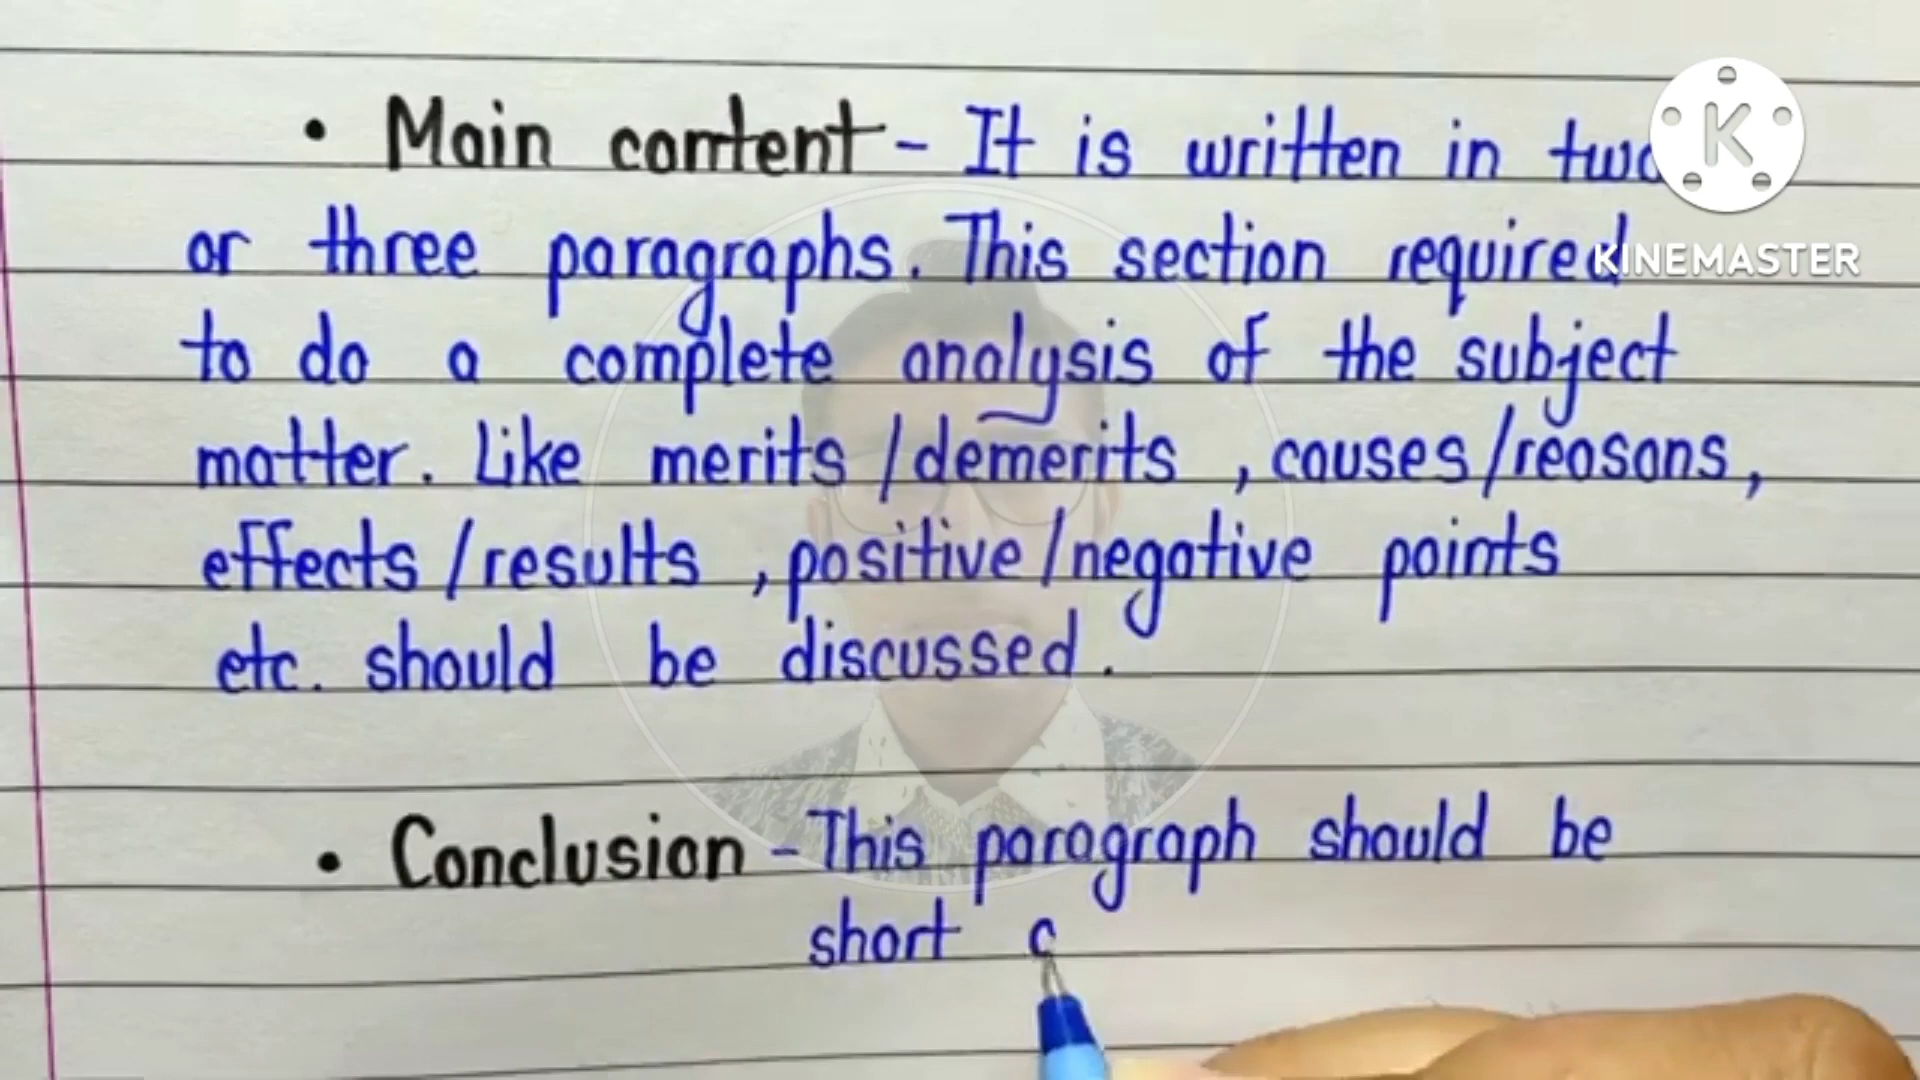 • Main content - It is written in two
or three paragraphs. This section required
to do a complete analysis of the subject
matter. Like merits / demerits , causes/reasons,
effects / results , positive / negative points
etc. should be discussed.
• Conclusion - This paragraph should be
short
K
KINEMASTER